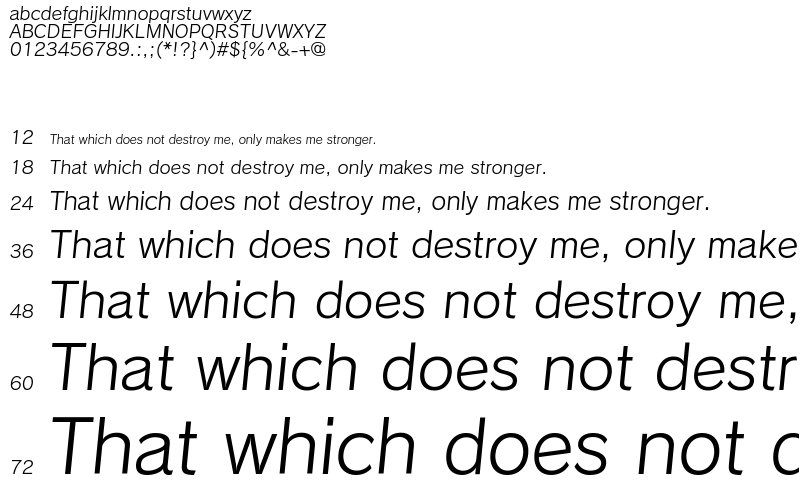 abcdefghijklmnopqrstuvwxyz
ABCDEFGHIJKLMNOPQRSTUVWXYZ
0123456789.:,;(*!?}^)#${%^&-+@
12 That which does not destroy me, only makes me stronger.
18 That which does not destroy me, only makes me stronger.
24 That which does not destroy me, only makes me stronger.
36 That which does not destroy me, only make
48 That which does not destroy me,
60 That which does not destr
72 That which does not d